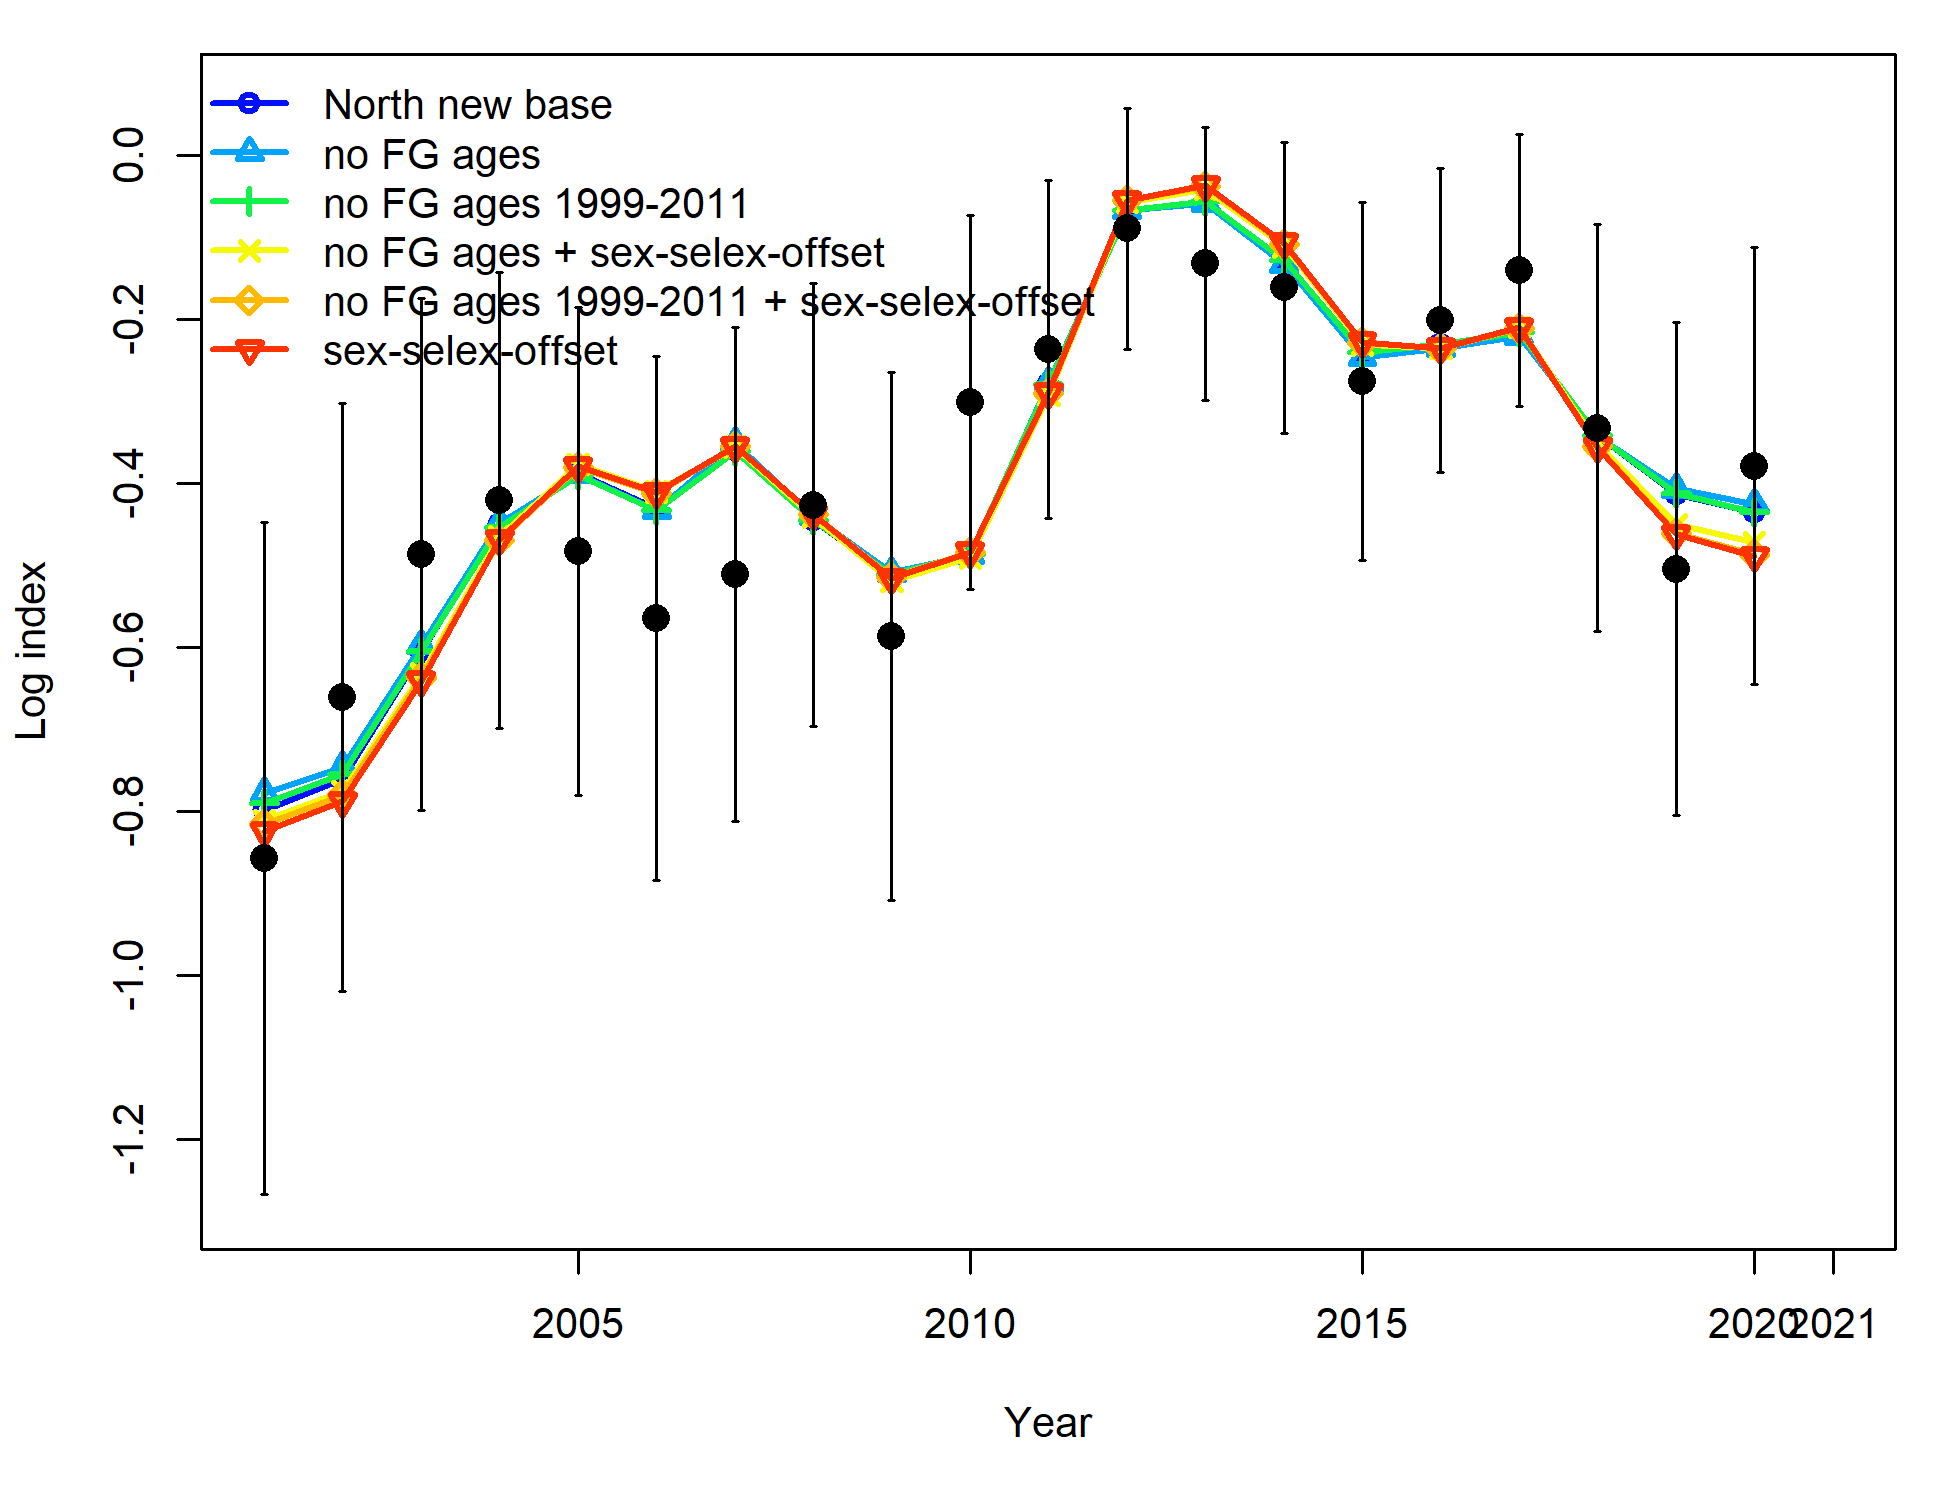 North new base
no FG ages
no FG ages 1999-2011
no FG ages + sex-selex-offset
no FG ages 1999-2011 + sex-selex-offset
sex-selex-offset
0.0
-0.2
-0.4
-0.6
-0.8
-1.0
-1.2
Log index
2005 2010 2015 2020 2021
Year